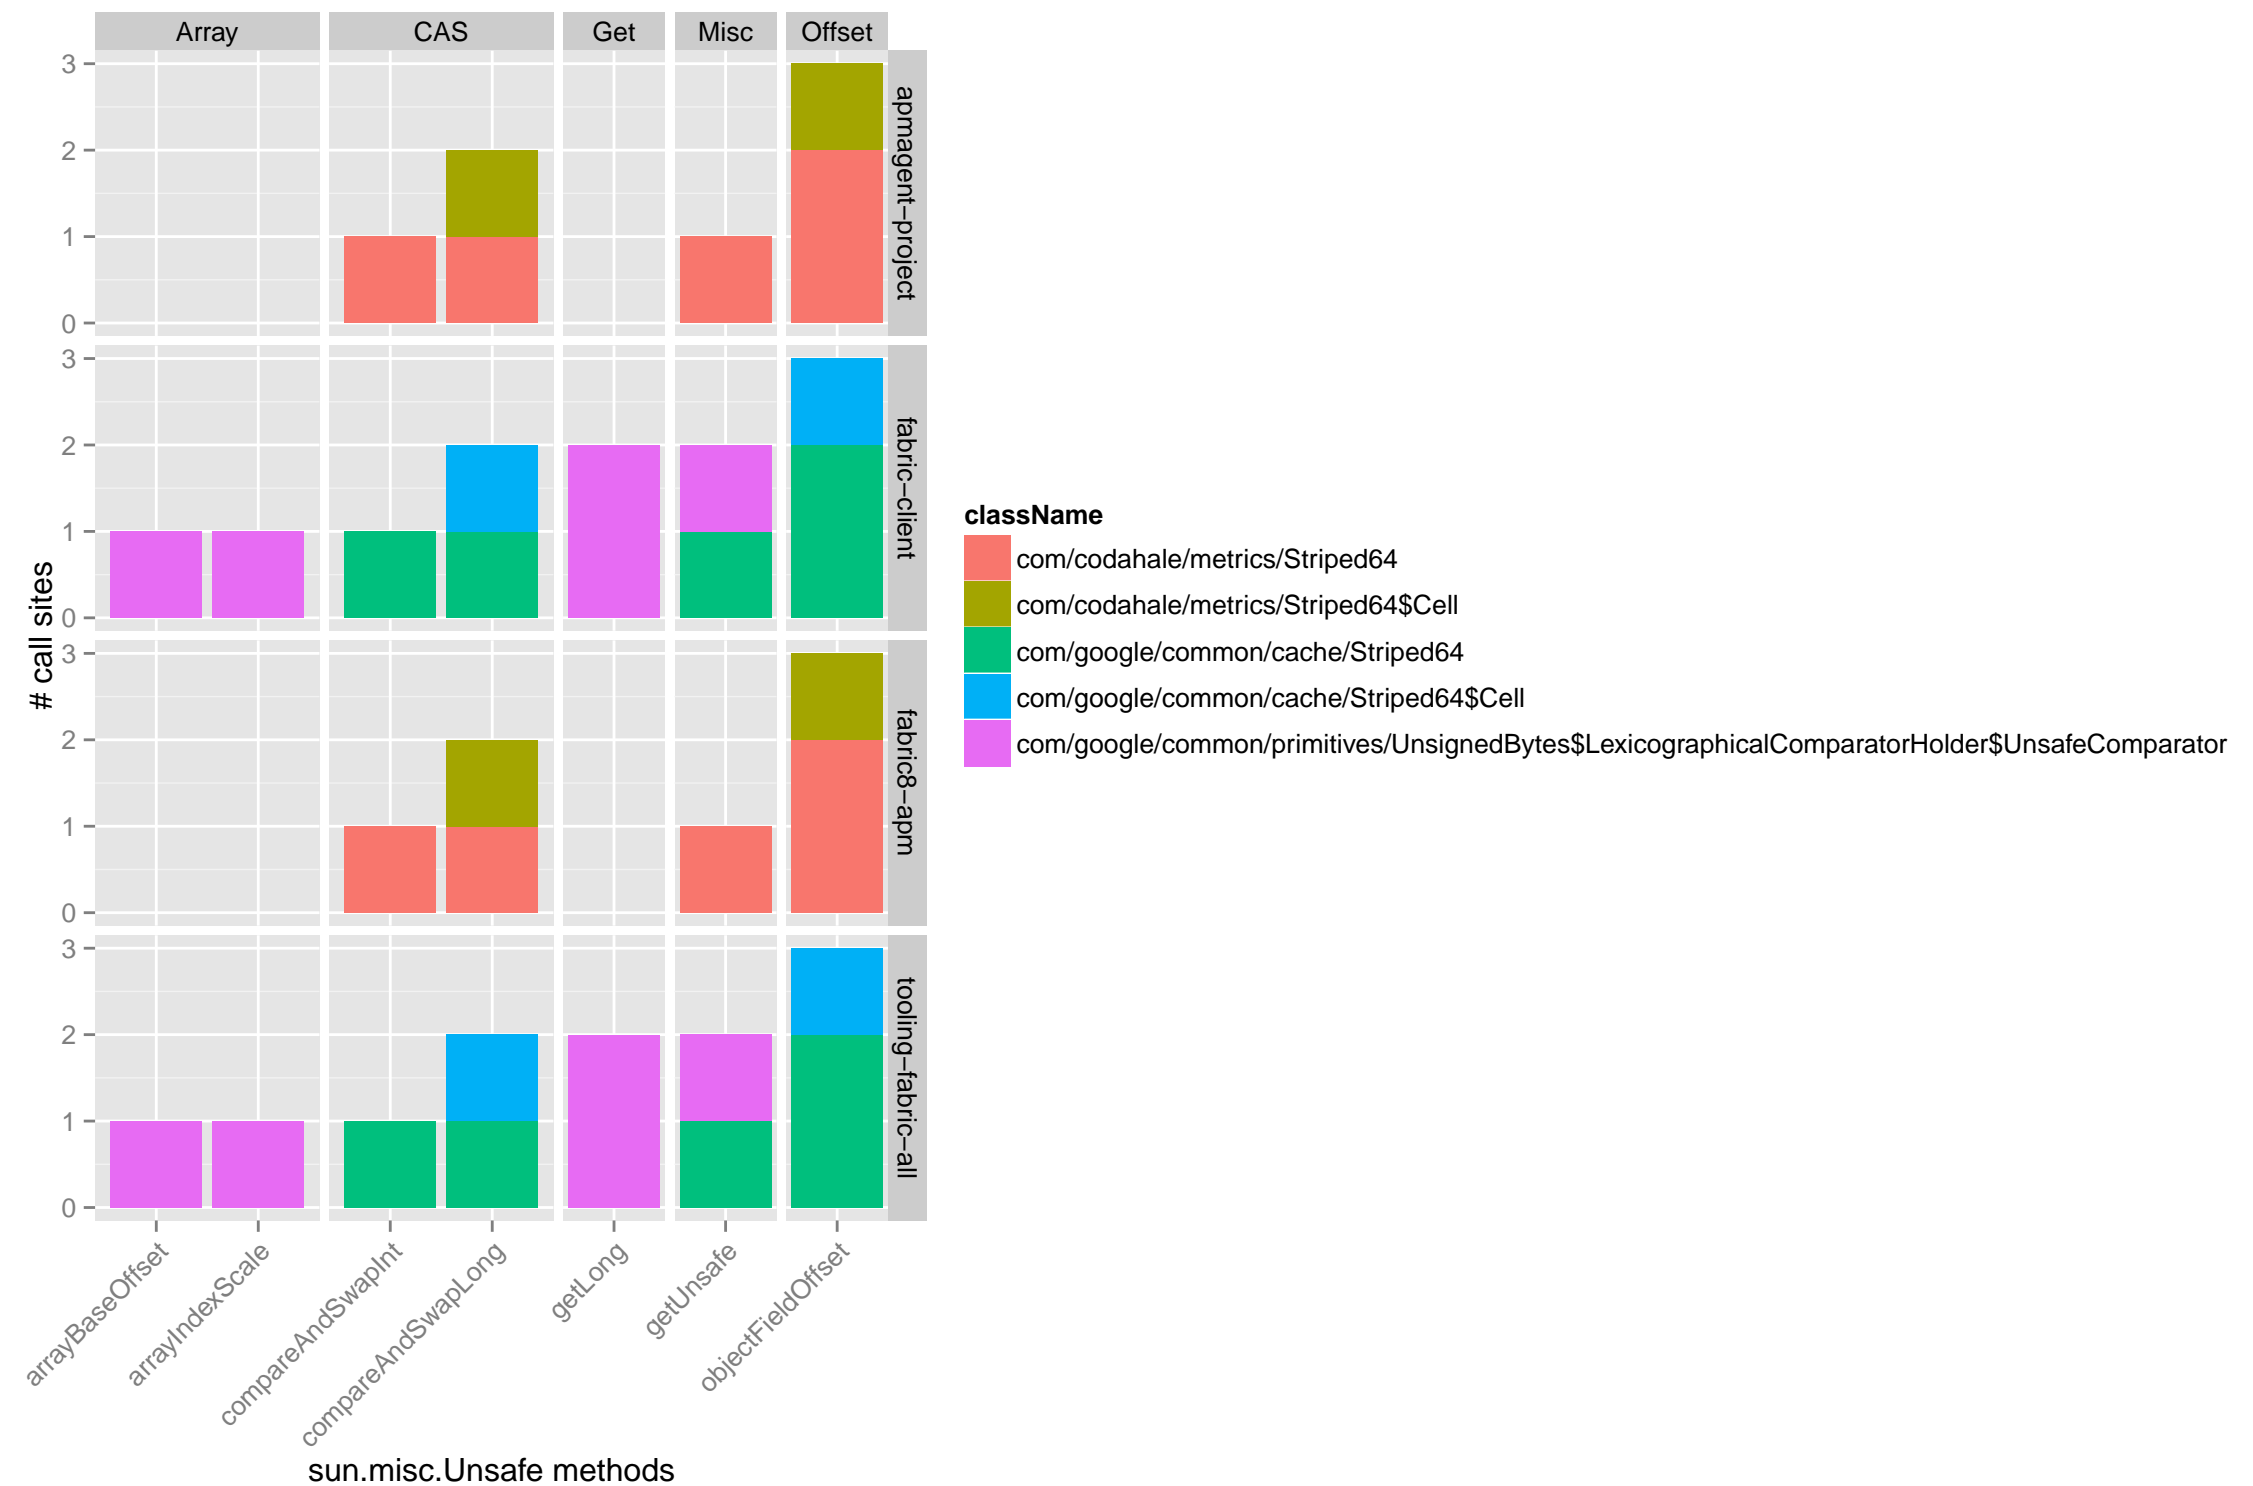 Array CAS Get Misc Offset
3
2
1
0
apmagent-project
3
2
1
0
fabric-client
3
2
1
0
fabric8-apm
3
2
1
0
tooling-fabric-all
# call sites
arrayBaseOffset
arrayIndexScale
compareAndSwapInt
compareAndSwapLong
getLong
getUnsafe
objectFieldOffset
sun.misc.Unsafe methods
className
com/codahale/metrics/Striped64
com/codahale/metrics/Striped64$Cell
com/google/common/cache/Striped64
com/google/common/cache/Striped64$Cell
com/google/common/primitives/UnsignedBytes$LexicographicalComparatorHolder$UnsafeComparator